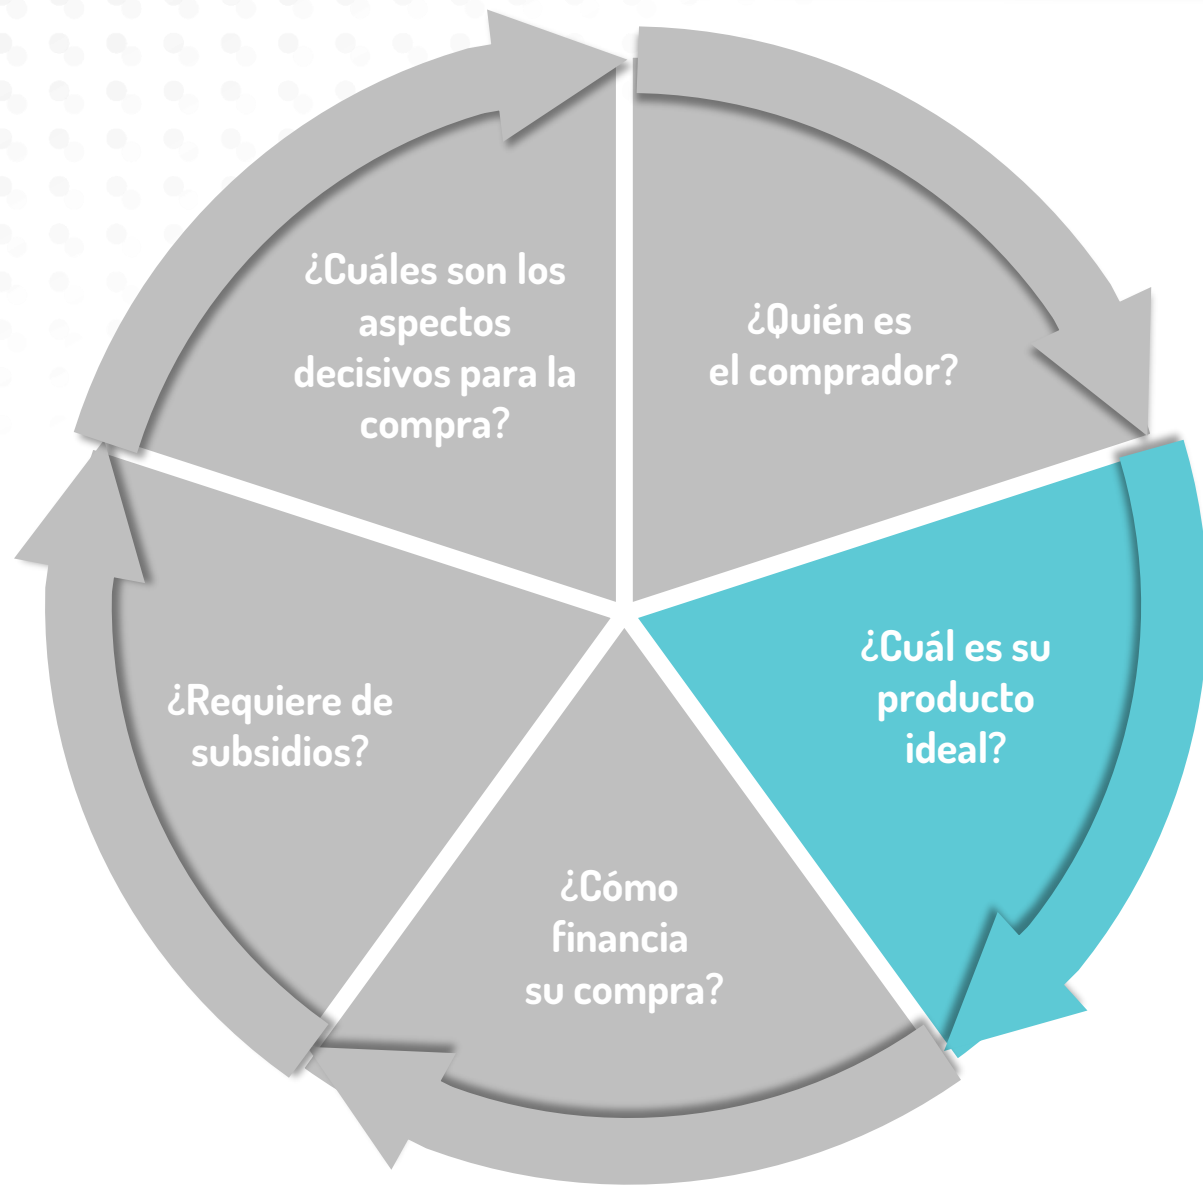 ¿Cuáles son los
aspectos
decisivos para la
compra?
¿Quién es
el comprador?
¿Cuál es su
producto
ideal?
¿Requiere de
subsidios?
¿Cómo
financia
su compra?